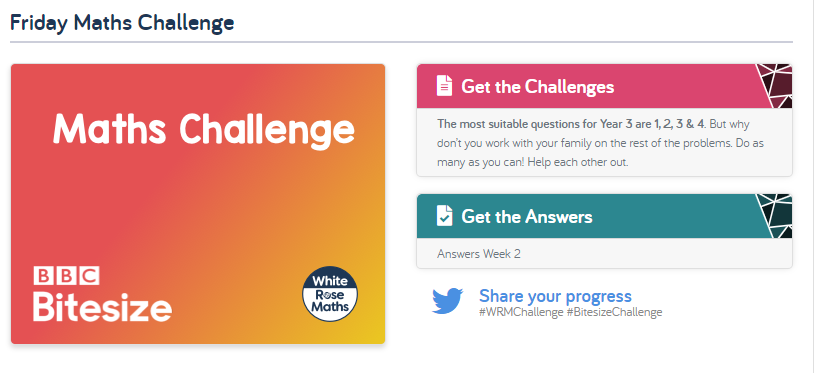 Friday Maths Challenge
Maths Challenge
BBC
Bitesize
White
Rose
Maths
Get the Challenges
The most suitable questions for Year 3 are 1, 2, 3 & 4. But why
don't you work with your family on the rest of the problems. Do as
many as you can! Help each other out.
Get the Answers
Answers Week 2
Share your progress
#WRMChallenge #BitesizeChallenge